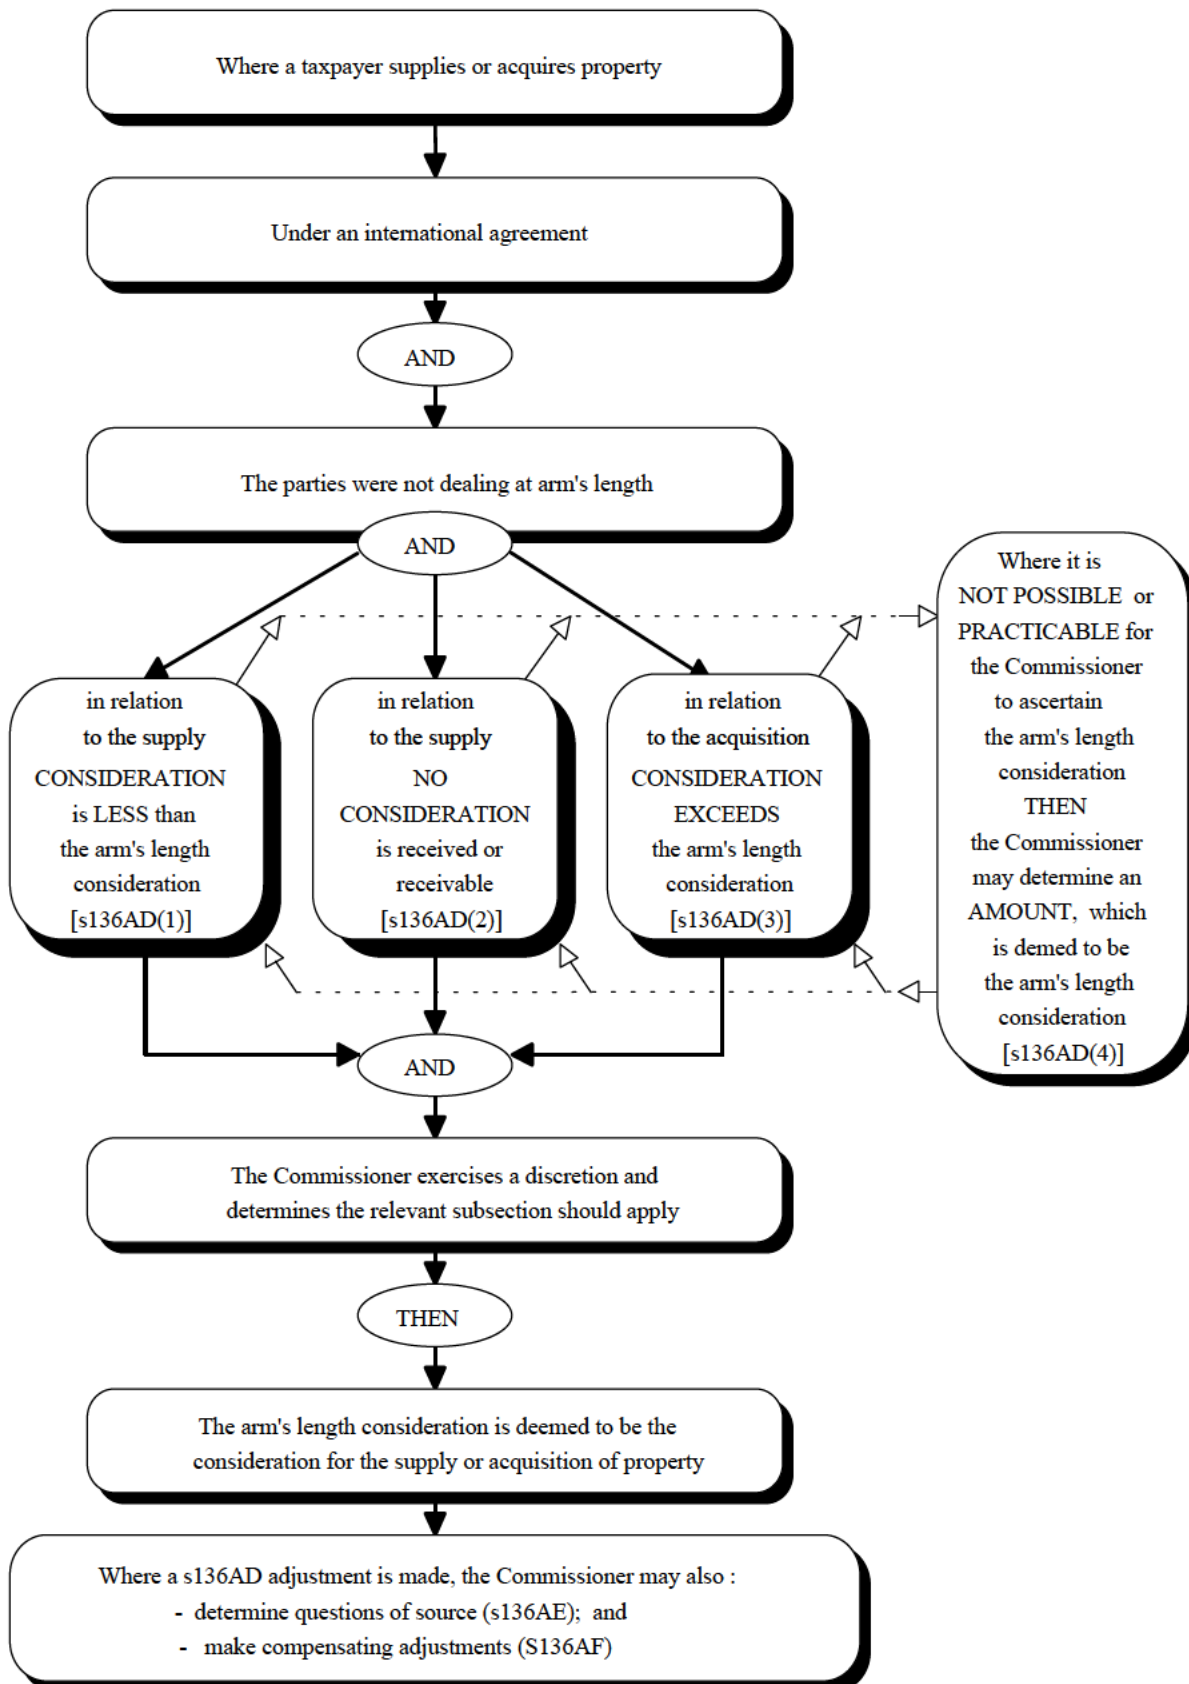 Where a taxpayer supplies or acquires property
Under an international agreement
AND
The parties were not dealing at arm's length
AND
in relation
to the supply
CONSIDERATION
is LESS than
the arm's length
consideration
[s136AD(1)]
in relation
to the supply
NO
CONSIDERATION
is received or
receivable
[s136AD(2)]
in relation
to the acquisition
CONSIDERATION
EXCEEDS
the arm's length
consideration
[s136AD(3)]
Where it is
NOT POSSIBLE or
PRACTICABLE for
the Commissioner
to ascertain
the arm's length
consideration
THEN
the Commissioner
may determine an
AMOUNT, which
is demed to be
the arm's length
consideration
[s136AD(4)]
AND
The Commissioner exercises a discretion and
determines the relevant subsection should apply
THEN
The arm's length consideration is deemed to be the
consideration for the supply or acquisition of property
Where a s136AD adjustment is made, the Commissioner may also :
- determine questions of source (s136AE); and
- make compensating adjustments (S136AF)